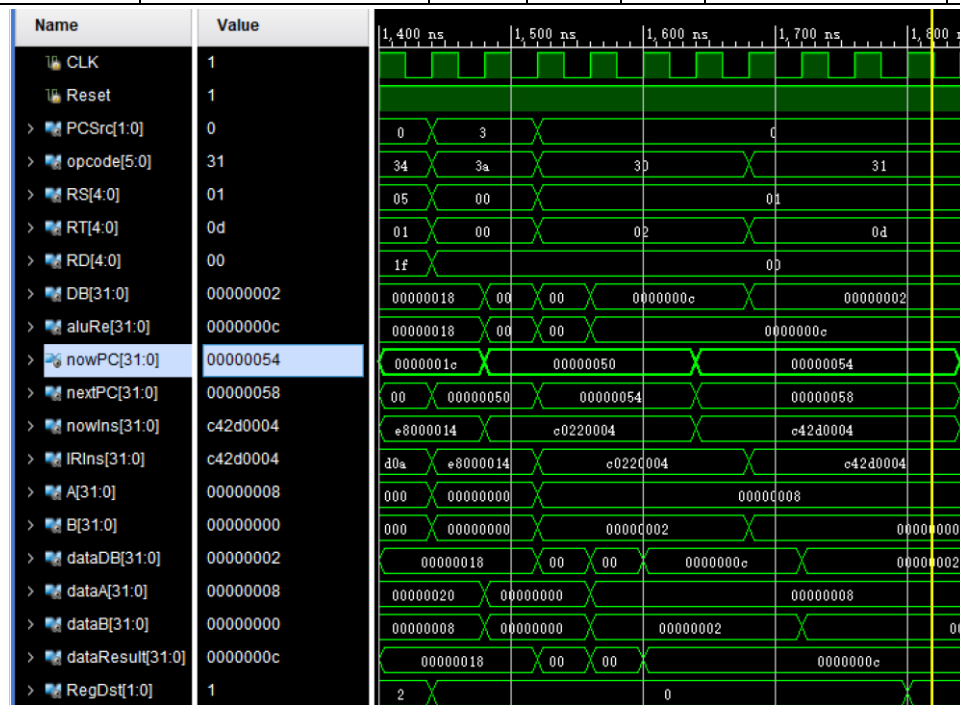 Name Value 1,400 ns 1,500 ns 1,600 ns 1,700 ns 1,800
CLK 1
Reset 1
PCSrc[1:0] 0 0 3 0
opcode[5:0] 31 34 3a 30 31
RS[4:0] 01 05 00 01
RT[4:0] 0d 01 00 02 0d
RD[4:0] 00 1f 00
DB[31:0] 00000002 00000018 00 00 0000000c 00000002
aluRe[31:0] 0000000c 00000018 00 00 0000000c
nowPC[31:0] 00000054 0000001c 00000050 00000054
nextPC[31:0] 00000058 00 00000050 00000054 00000058
nowIns[31:0] c42d0004 e8000014 c0220004 c42d0004
IRIns[31:0] c42d0004 d0a e8000014 c0220004 c42d0004
A[31:0] 00000008 000 00000000 00000008
B[31:0] 00000000 000 00000000 00000002 00000000
dataDB[31:0] 00000002 00000018 00 00 0000000c 00000002
dataA[31:0] 00000008 00000020 00000000 00000008
dataB[31:0] 00000000 00000008 00000000 00000002 00
dataResult[31:0] 0000000c 00000018 00 00 0000000c
RegDst[1:0] 1 2 0